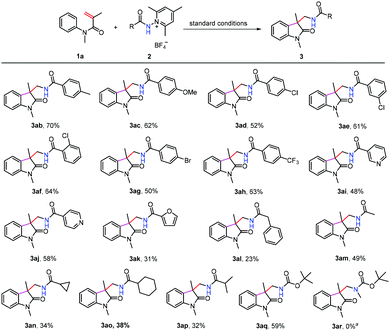 standard conditions
1a + 2 3
BF4⁻
3ab, 70% 3ac, 62% 3ad, 52% 3ae, 61%
3af, 64% 3ag, 50% 3ah, 63% 3ai, 48%
3aj, 58% 3ak, 31% 3al, 23% 3am, 49%
3an, 34% 3ao, 38% 3ap, 32% 3aq, 59% 3ar, 0%ᵃ